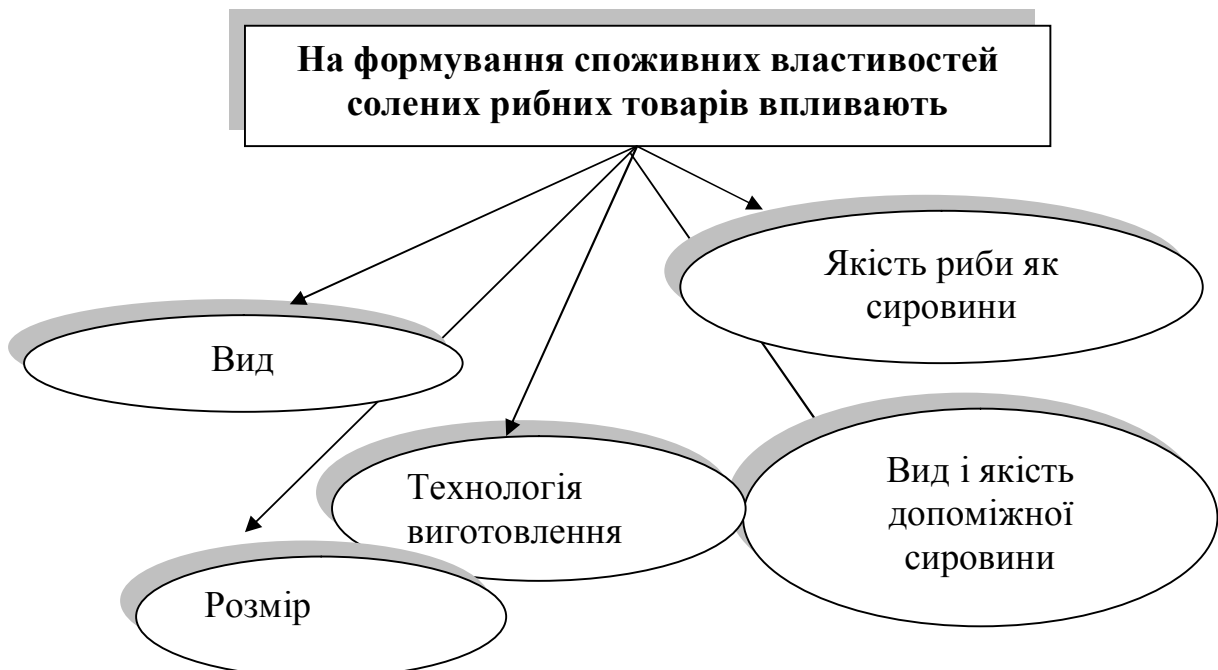 На формування споживних властивостей
солених рибних товарів впливають
Якість риби як
сировини
Вид
Технологія
виготовлення
Вид і якість
допоміжної
сировини
Розмір